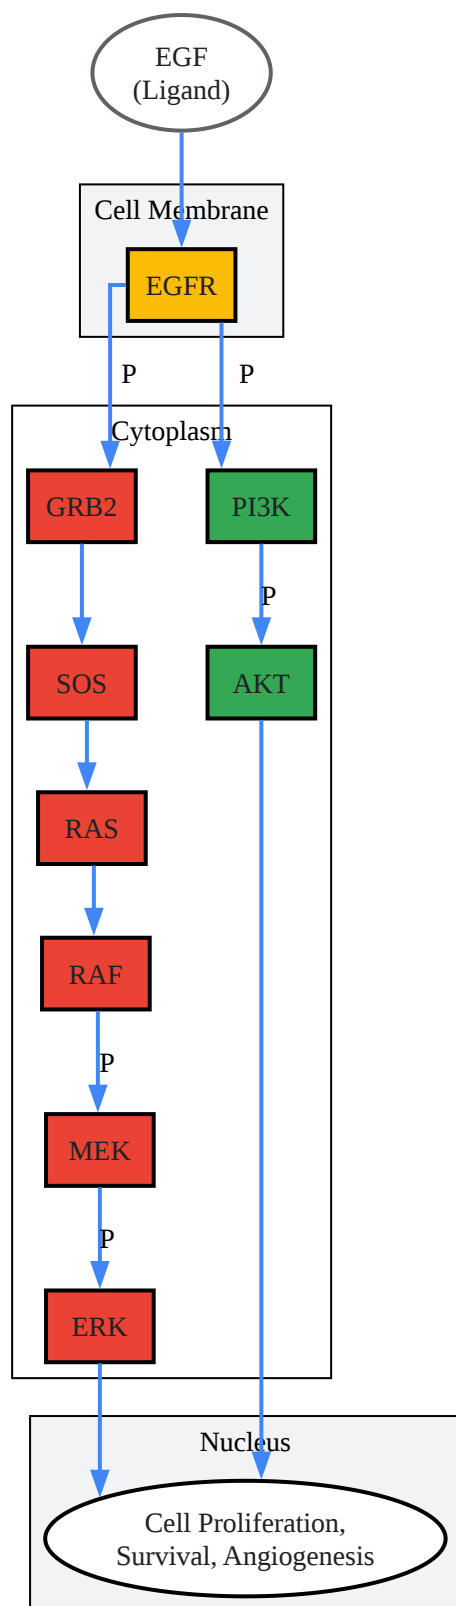 EGF
(Ligand)
Cell Membrane
EGFR
P
P
Cytoplasm
GRB2
PI3K
P
SOS
AKT
RAS
RAF
P
MEK
P
ERK
Nucleus
Cell Proliferation,
Survival, Angiogenesis